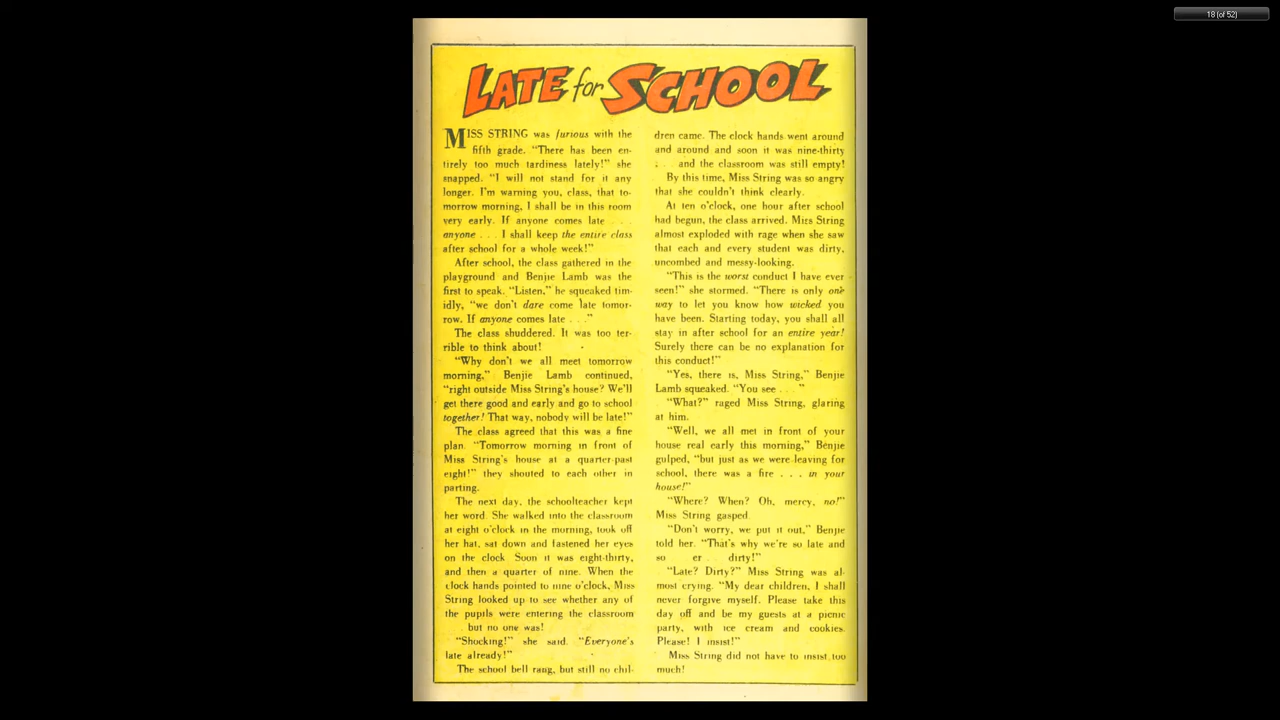 18 (of 52)
LATE for SCHOOL
MISS STRING was furious with the
fifth grade. “There has been en-
tirely too much tardiness lately!” she
snapped. “I will not stand for it any
longer. I’m warning you, class, that to-
morrow morning, I shall be in this room
very early. If anyone comes late . . .
anyone . . . I shall keep the entire class
after school for a whole week!”
After school, the class gathered in the
playground and Benjie Lamb was the
first to speak. “Listen,” he squeaked tim-
idly, “we don’t dare come late tomor-
row. If anyone comes late . . .”
The class shuddered. It was too ter-
rible to think about!
“Why don’t we all meet tomorrow
morning,” Benjie Lamb continued,
“right outside Miss String’s house? We’ll
get there good and early and go to school
together! That way, nobody will be late!”
The class agreed that this was a fine
plan. “Tomorrow morning in front of
Miss String’s house at a quarter-past
eight!” they shouted to each other in
parting.
The next day, the schoolteacher kept
her word. She walked into the classroom
at eight o’clock in the morning, took off
her hat, sat down and fastened her eyes
on the clock Soon it was eight-thirty,
and then a quarter of nine. When the
clock hands pointed to nine o’clock, Miss
String looked up to see whether any of
the pupils were entering the classroom
but no one was!
“Shocking!” she said. “Everyone’s
late already!”
The school bell rang, but still no chil-
dren came. The clock hands went around
and around and soon it was nine-thirty
. . . and the classroom was still empty!
By this time, Miss String was so angry
that she couldn’t think clearly.
At ten o’clock, one hour after school
had begun, the class arrived. Miss String
almost exploded with rage when she saw
that each and every student was dirty,
uncombed and messy-looking.
“This is the worst conduct I have ever
seen!” she stormed. “There is only one
way to let you know how wicked you
have been. Starting today, you shall all
stay in after school for an entire year!
Surely there can be no explanation for
this conduct!”
“Yes, there is, Miss String,” Benjie
Lamb squeaked. “You see . . .”
“What?” raged Miss String, glaring
at him.
“Well, we all met in front of your
house real early this morning,” Benjie
gulped, “but just as we were leaving for
school, there was a fire . . . in your
house!”
“Where? When? Oh, mercy, no!”
Miss String gasped.
“Don’t worry, we put it out,” Benjie
told her. “That’s why we’re so late and
so er . . dirty!”
“Late? Dirty?” Miss String was al-
most crying. “My dear children, I shall
never forgive myself. Please take this
day off and be my guests at a picnic
party, with ice cream and cookies.
Please! I insist!”
Miss String did not have to insist too
much!